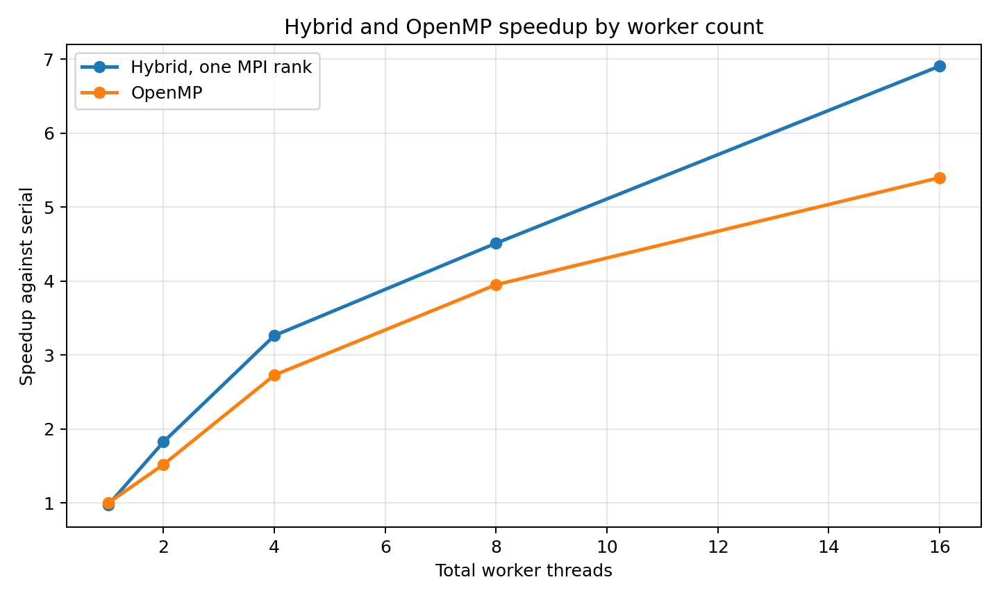 Hybrid and OpenMP speedup by worker count
Hybrid, one MPI rank
OpenMP
7
6
5
4
3
2
1
Speedup against serial
2 4 6 8 10 12 14 16
Total worker threads